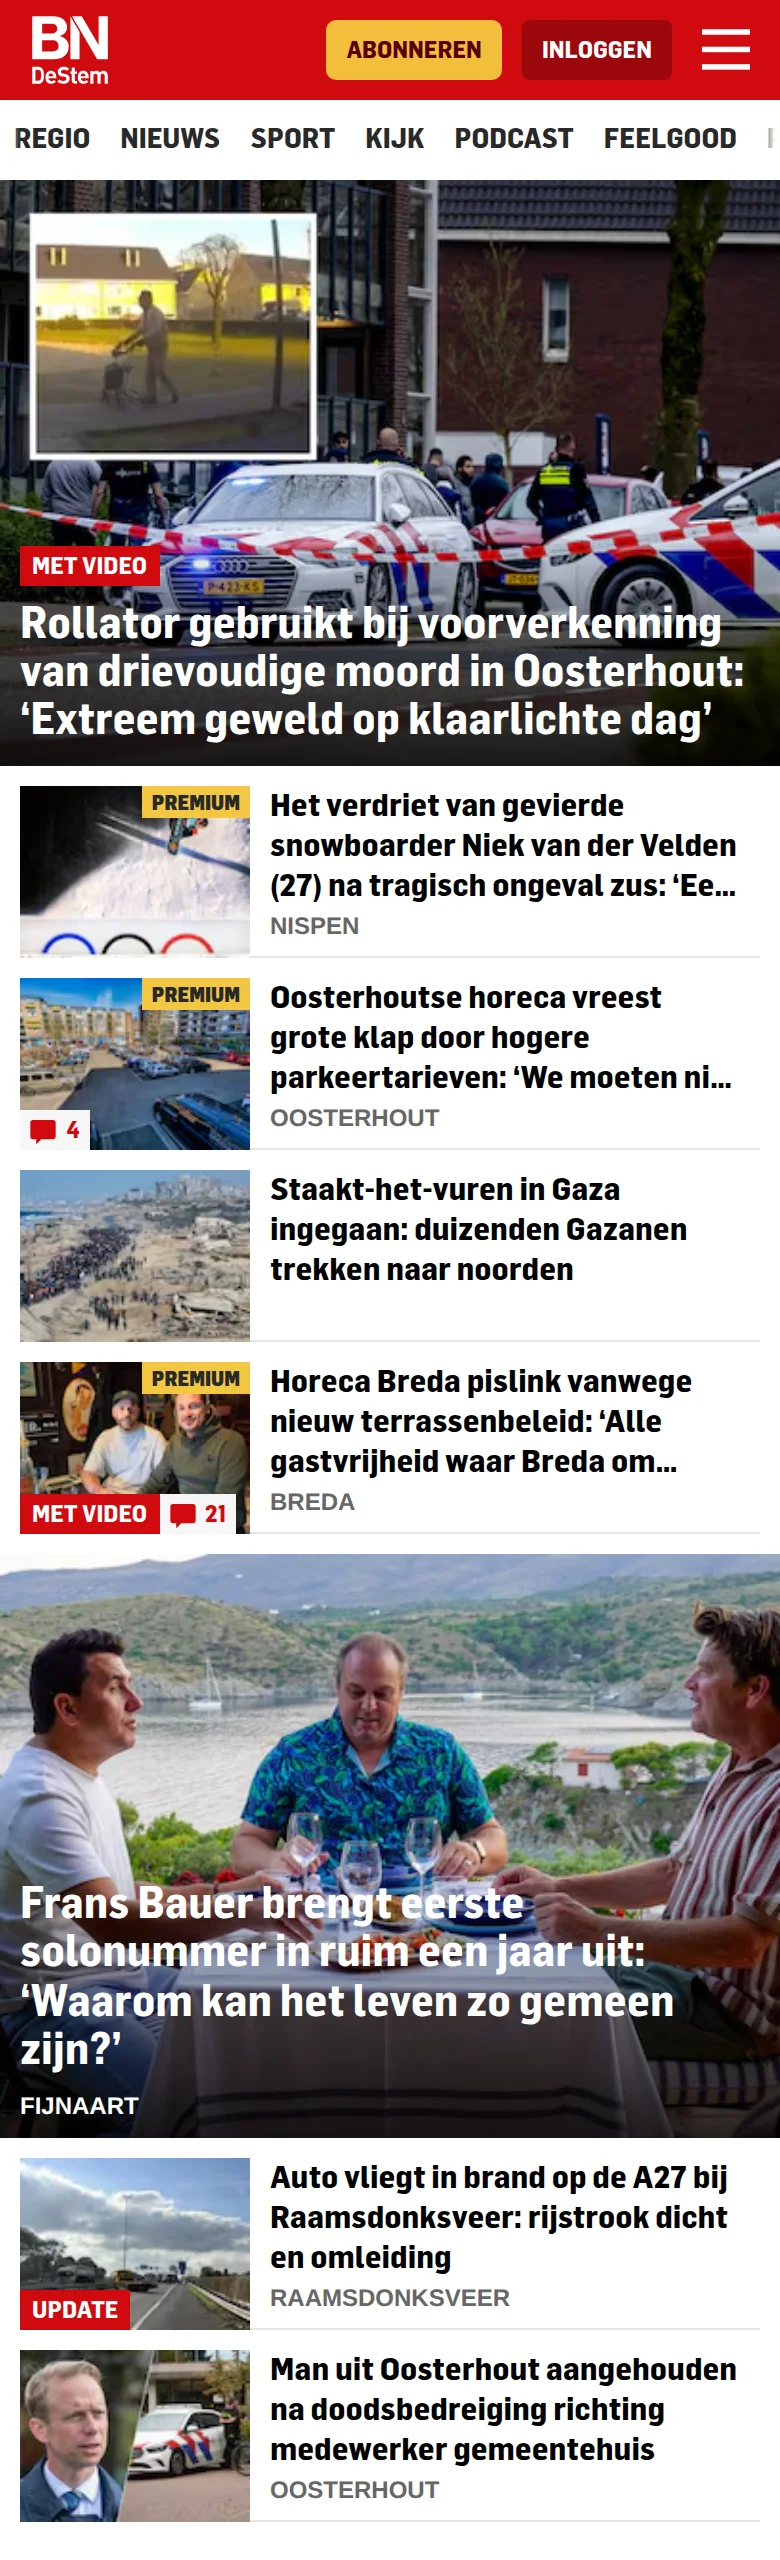 BN
DeStem
ABONNEREN
INLOGGEN
REGIO NIEUWS SPORT KIJK PODCAST FEELGOOD
P-423-KS
MET VIDEO
Rollator gebruikt bij voorverkenning
van drievoudige moord in Oosterhout:
‘Extreem geweld op klaarlichte dag’
PREMIUM
Het verdriet van gevierde
snowboarder Niek van der Velden
(27) na tragisch ongeval zus: ‘Ee...
NISPEN
PREMIUM
4
Oosterhoutse horeca vreest
grote klap door hogere
parkeertarieven: ‘We moeten ni...
OOSTERHOUT
Staakt-het-vuren in Gaza
ingegaan: duizenden Gazanen
trekken naar noorden
PREMIUM
MET VIDEO
21
Horeca Breda pislink vanwege
nieuw terrassenbeleid: ‘Alle
gastvrijheid waar Breda om...
BREDA
Frans Bauer brengt eerste
solonummer in ruim een jaar uit:
‘Waarom kan het leven zo gemeen
zijn?’
FIJNAART
UPDATE
Auto vliegt in brand op de A27 bij
Raamsdonksveer: rijstrook dicht
en omleiding
RAAMSDONKSVEER
Man uit Oosterhout aangehouden
na doodsbedreiging richting
medewerker gemeentehuis
OOSTERHOUT